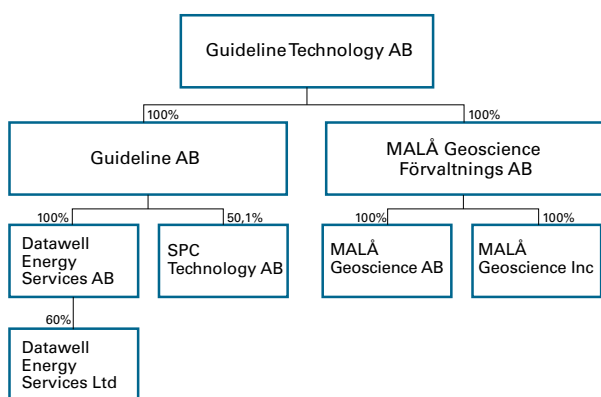 Guideline Technology AB
100%
100%
Guideline AB
MALÅ Geoscience
Förvaltnings AB
100%
50,1%
100%
100%
Datawell
Energy
Services AB
SPC
Technology AB
MALÅ
Geoscience AB
MALÅ
Geoscience Inc
60%
Datawell
Energy
Services Ltd